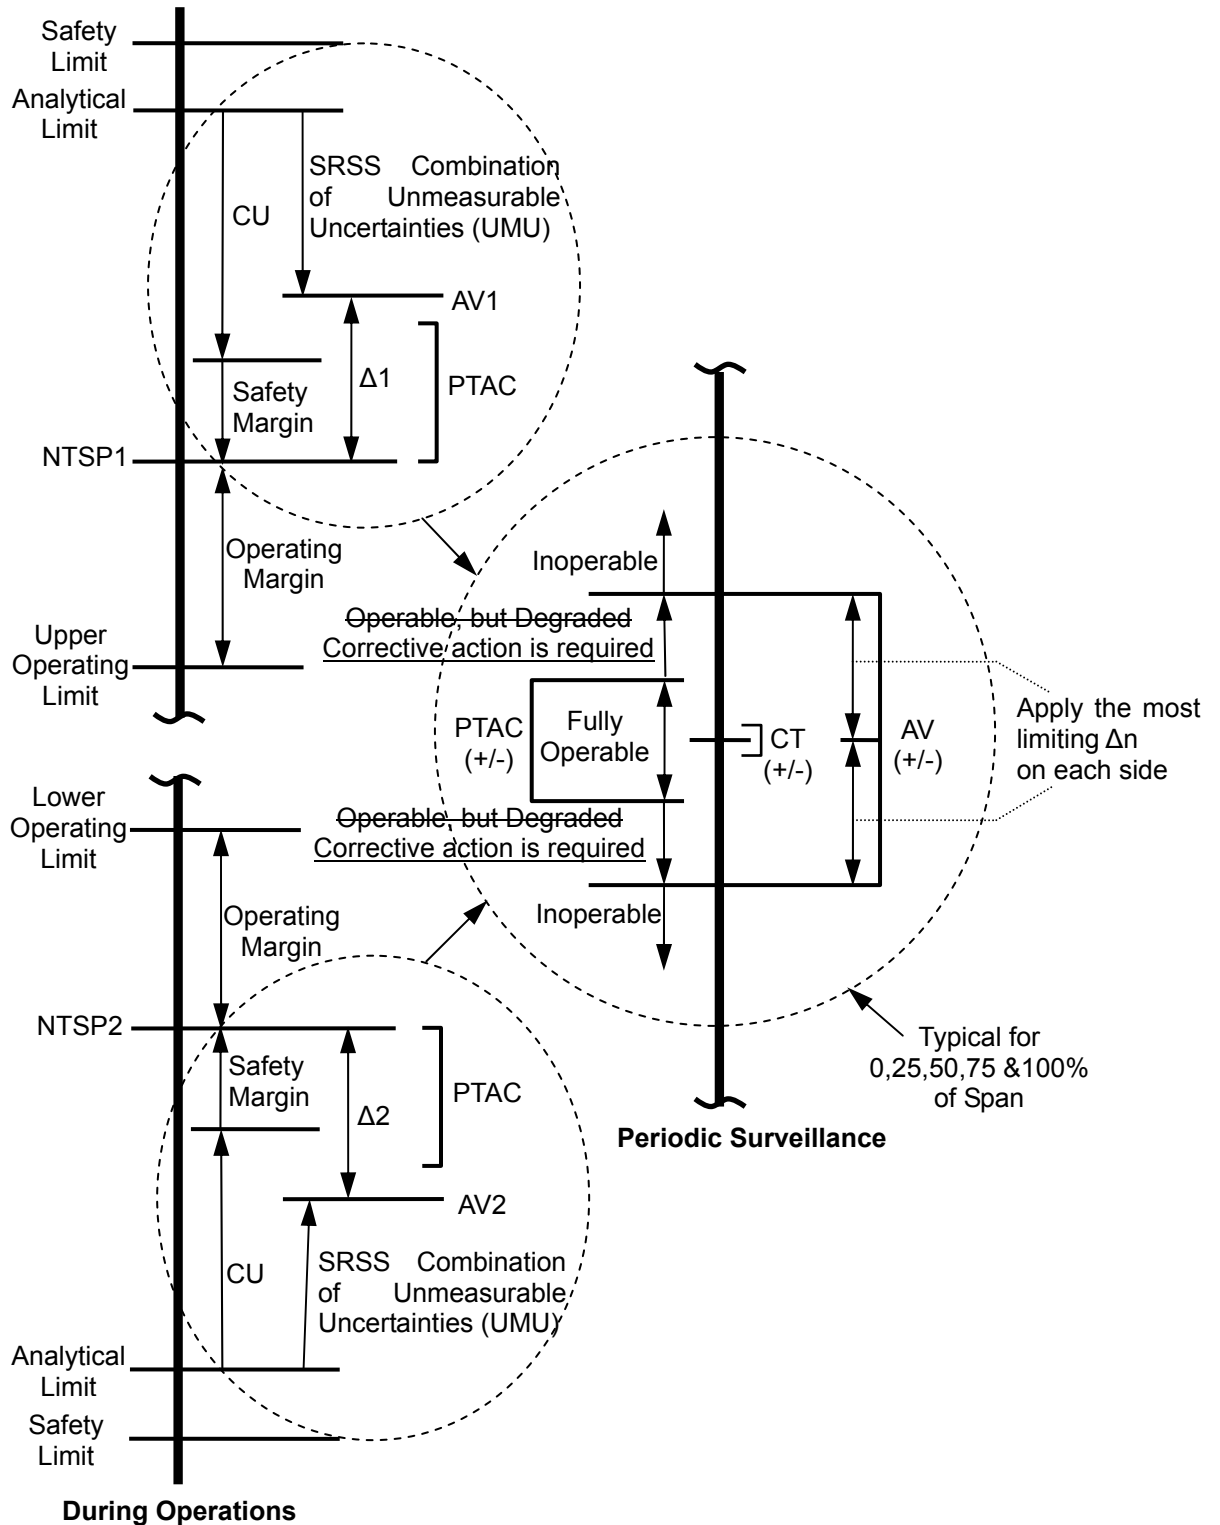 Safety
Limit
Analytical
Limit
SRSS Combination
of Unmeasurable
Uncertainties (UMU)
CU
AV1
Δ1
PTAC
Safety
Margin
NTSP1
Operating
Margin
Upper
Operating
Limit
Lower
Operating
Limit
Operating
Margin
NTSP2
Safety
Margin
Δ2
PTAC
AV2
CU
SRSS Combination
of Unmeasurable
Uncertainties (UMU)
Analytical
Limit
Safety
Limit
During Operations
Inoperable
Operable, but Degraded
Corrective action is required
PTAC
(+/-)
Fully
Operable
CT
(+/-)
AV
(+/-)
Apply the most
limiting Δn
on each side
Operable, but Degraded
Corrective action is required
Inoperable
Typical for
0,25,50,75 &100%
of Span
Periodic Surveillance